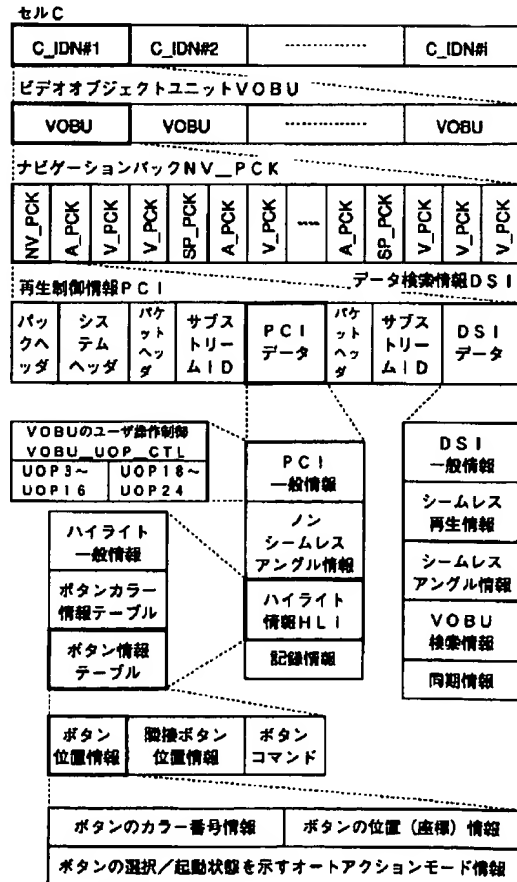 セルC
C_IDN#1 C_IDN#2 ………… C_IDN#i
ビデオオブジェクトユニットVOBU
VOBU VOBU ………… VOBU
ナビゲーションパックNV__PCK
NV_PCK A_PCK V_PCK V_PCK SP_PCK A_PCK V_PCK …… A_PCK SP_PCK V_PCK V_PCK V_PCK
データ検索情報DSI
再生制御情報PCI
パックヘッダ システムヘッダ パケットヘッダ サブストリームID PCIデータ パケットヘッダ サブストリームID DSIデータ
VOBUのユーザ操作制御
VOBU__UOP__CTL
UOP3~ UOP18~
UOP16 UOP24
PCI
一般情報
ノン
シームレス
アングル情報
ハイライト
情報HLI
記録情報
DSI
一般情報
シームレス
再生情報
シームレス
アングル情報
VOBU
検索情報
同期情報
ハイライト
一般情報
ボタンカラー
情報テーブル
ボタン情報
テーブル
ボタン 隣接ボタン ボタン
位置情報 位置情報 コマンド
ボタンのカラー番号情報 ボタンの位置(座標)情報
ボタンの選択/起動状態を示すオートアクションモード情報